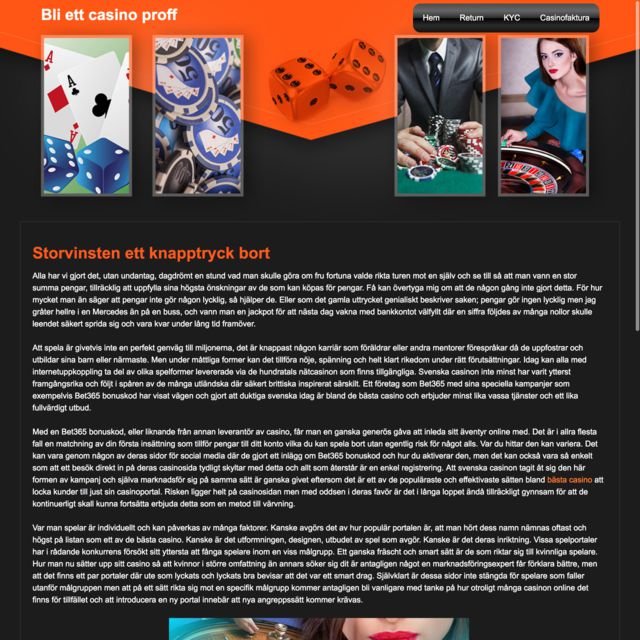 Bli ett casino proff
Hem Return KYC Casinofaktura
Storvinsten ett knapptryck bort
Alla har vi gjort det, utan undantag, dagdrömt en stund vad man skulle göra om fru fortuna valde rikta turen mot en själv och se till så att man vann en stor
summa pengar, tillräcklig att uppfylla sina högsta önskningar av de som kan köpas för pengar. Få kan övertyga mig om att de någon gång inte gjort detta. För hur
mycket man än säger att pengar inte gör någon lycklig, så hjälper de. Eller som det gamla uttrycket genialiskt beskriver saken; pengar gör ingen lycklig men jag
gråter hellre i en Mercedes än på en buss, och vann man en jackpot för att nästa dag vakna med bankkontot välfyllt där en siffra följdes av många nollor skulle
leendet säkert sprida sig och vara kvar under lång tid framöver.
Att spela är givetvis inte en perfekt genväg till miljonerna, det är knappast någon karriär som föräldrar eller andra mentorer förespråkar då de uppfostrar och
utbildar sina barn eller närmaste. Men under måttliga former kan det tillföra nöje, spänning och helt klart rikedom under rätt förutsättningar. Idag kan alla med
internetuppkoppling ta del av olika spelformer levererade via de hundratals nätcasinon som finns tillgängliga. Svenska casinon inte minst har varit ytterst
framgångsrika och följt i spåren av de många utländska där säkert brittiska inspirerat särskilt. Ett företag som Bet365 med sina speciella kampanjer som
exempelvis Bet365 bonuskod har visat vägen och gjort att duktiga svenska idag är bland de bästa casino och erbjuder minst lika vassa tjänster och ett lika
fullvärdigt utbud.
Med en Bet365 bonuskod, eller liknande från annan leverantör av casino, får man en ganska generös gåva att inleda sitt äventyr online med. Det är i allra flesta
fall en matchning av din första insättning som tillför pengar till ditt konto vilka du kan spela bort utan egentlig risk för något alls. Var du hittar den kan variera. Det
kan vara genom någon av deras sidor för social media där de gjort ett inlägg om Bet365 bonuskod och hur du aktiverar den, men det kan också vara så enkelt
som att ett besök direkt in på deras casinosida tydligt skyltar med detta och allt som återstår är en enkel registrering. Att svenska casinon tagit åt sig den här
formen av kampanj och själva marknadsför sig på samma sätt är ganska givet eftersom det är ett av de populäraste och effektivaste sätten bland bästa casino att
locka kunder till just sin casinoportal. Risken ligger helt på casinosidan men med oddsen i deras favör är det i långa loppet ändå tillräckligt gynnsam för att de
kontinuerligt skall kunna fortsätta erbjuda detta som en metod till värvning.
Var man spelar är individuellt och kan påverkas av många faktorer. Kanske avgörs det av hur populär portalen är, att man hört dess namn nämnas oftast och
högst på listan som ett av de bästa casino. Kanske är det utformningen, designen, utbudet av spel som avgör. Kanske är det deras inriktning. Vissa spelportaler
har i rådande konkurrens försökt sitt yttersta att fånga spelare inom en viss målgrupp. Ett ganska fräscht och smart sätt är de som riktar sig till kvinnliga spelare.
Hur man nu sätter upp sitt casino så att kvinnor i större omfattning än annars söker sig dit är antagligen något en marknadsföringsexpert får förklara bättre, men
att det finns ett par portaler där ute som lyckats och lyckats bra bevisar att det var ett smart drag. Självklart är dessa sidor inte stängda för spelare som faller
utanför målgruppen men att på ett sätt rikta sig mot en specifik målgrupp kommer antagligen bli vanligare med tanke på hur otroligt många casinon online det
finns för tillfället och att introducera en ny portal innebär att nya angreppssätt kommer krävas.